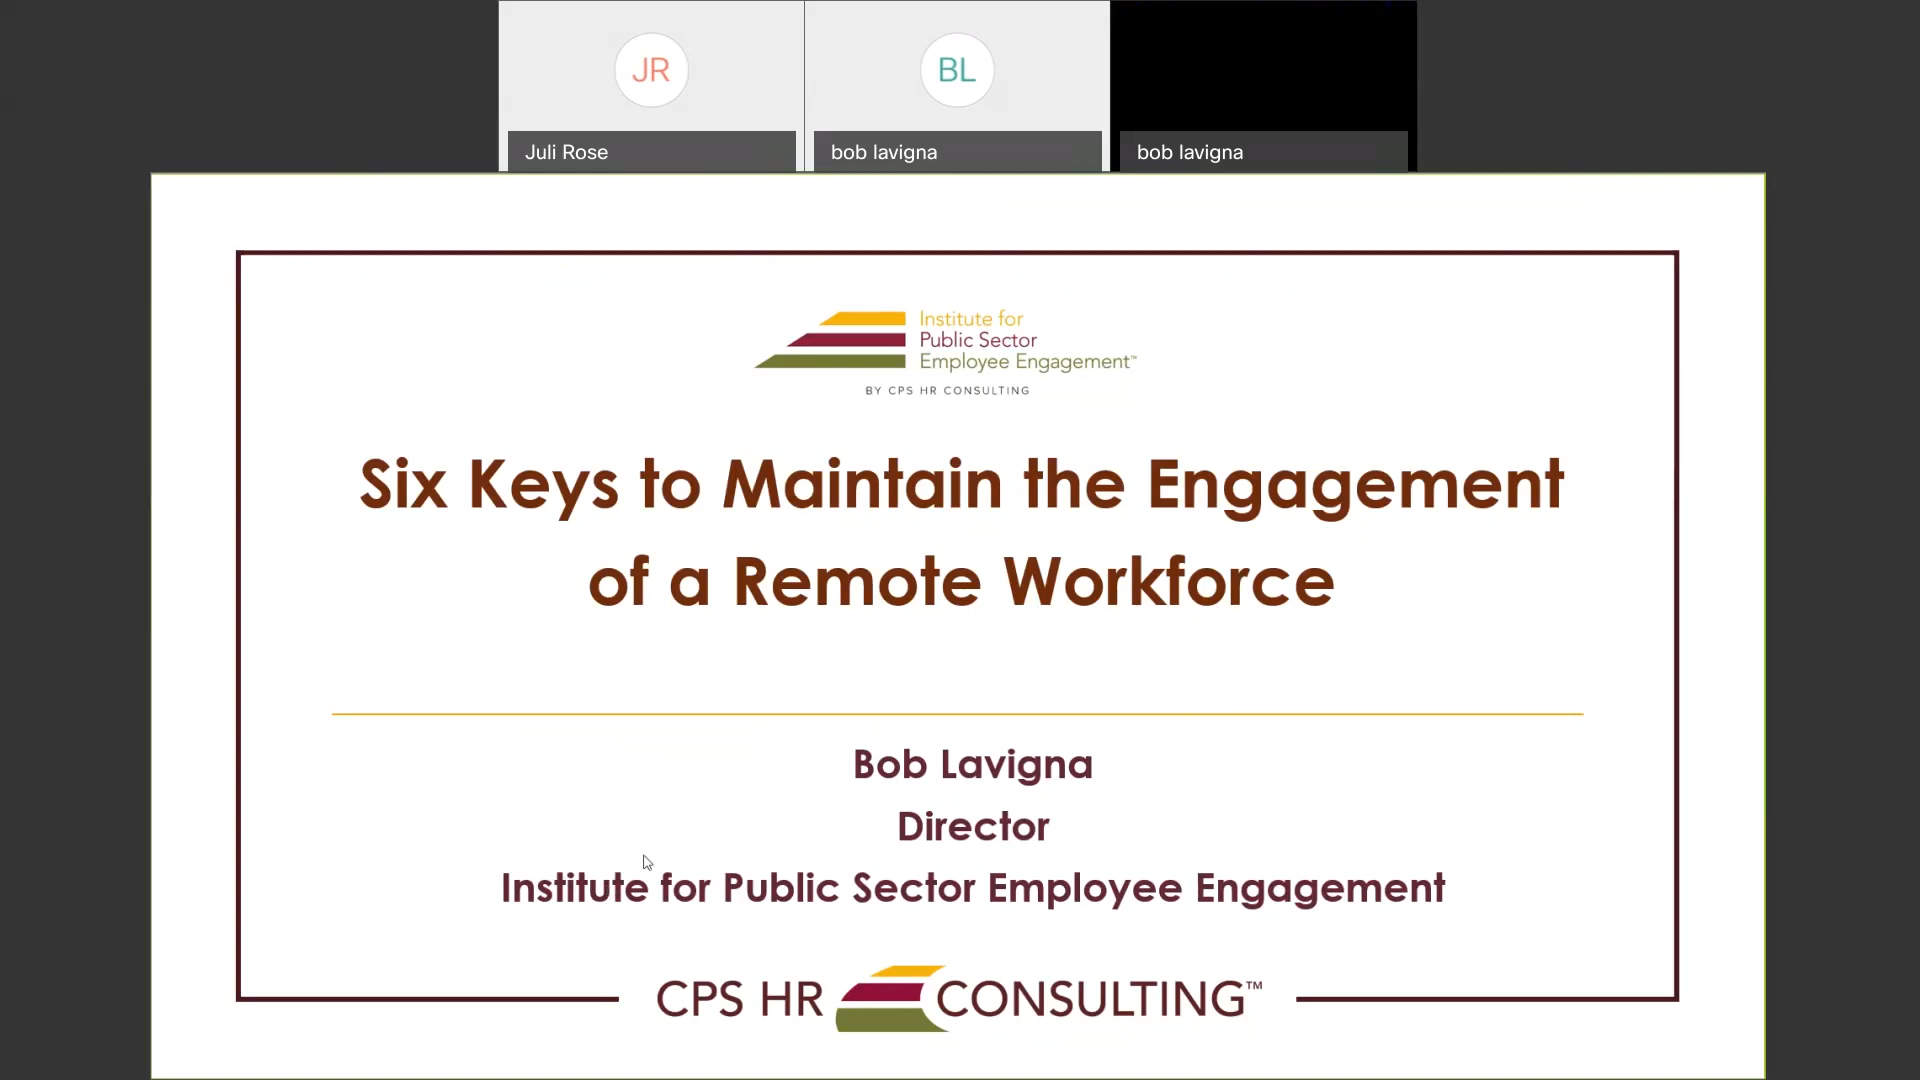 JR
BL
Juli Rose
bob lavigna
bob lavigna
Institute for
Public Sector
Employee Engagement™
BY CPS HR CONSULTING
Six Keys to Maintain the Engagement
of a Remote Workforce
Bob Lavigna
Director
Institute for Public Sector Employee Engagement
CPS HR CONSULTING™